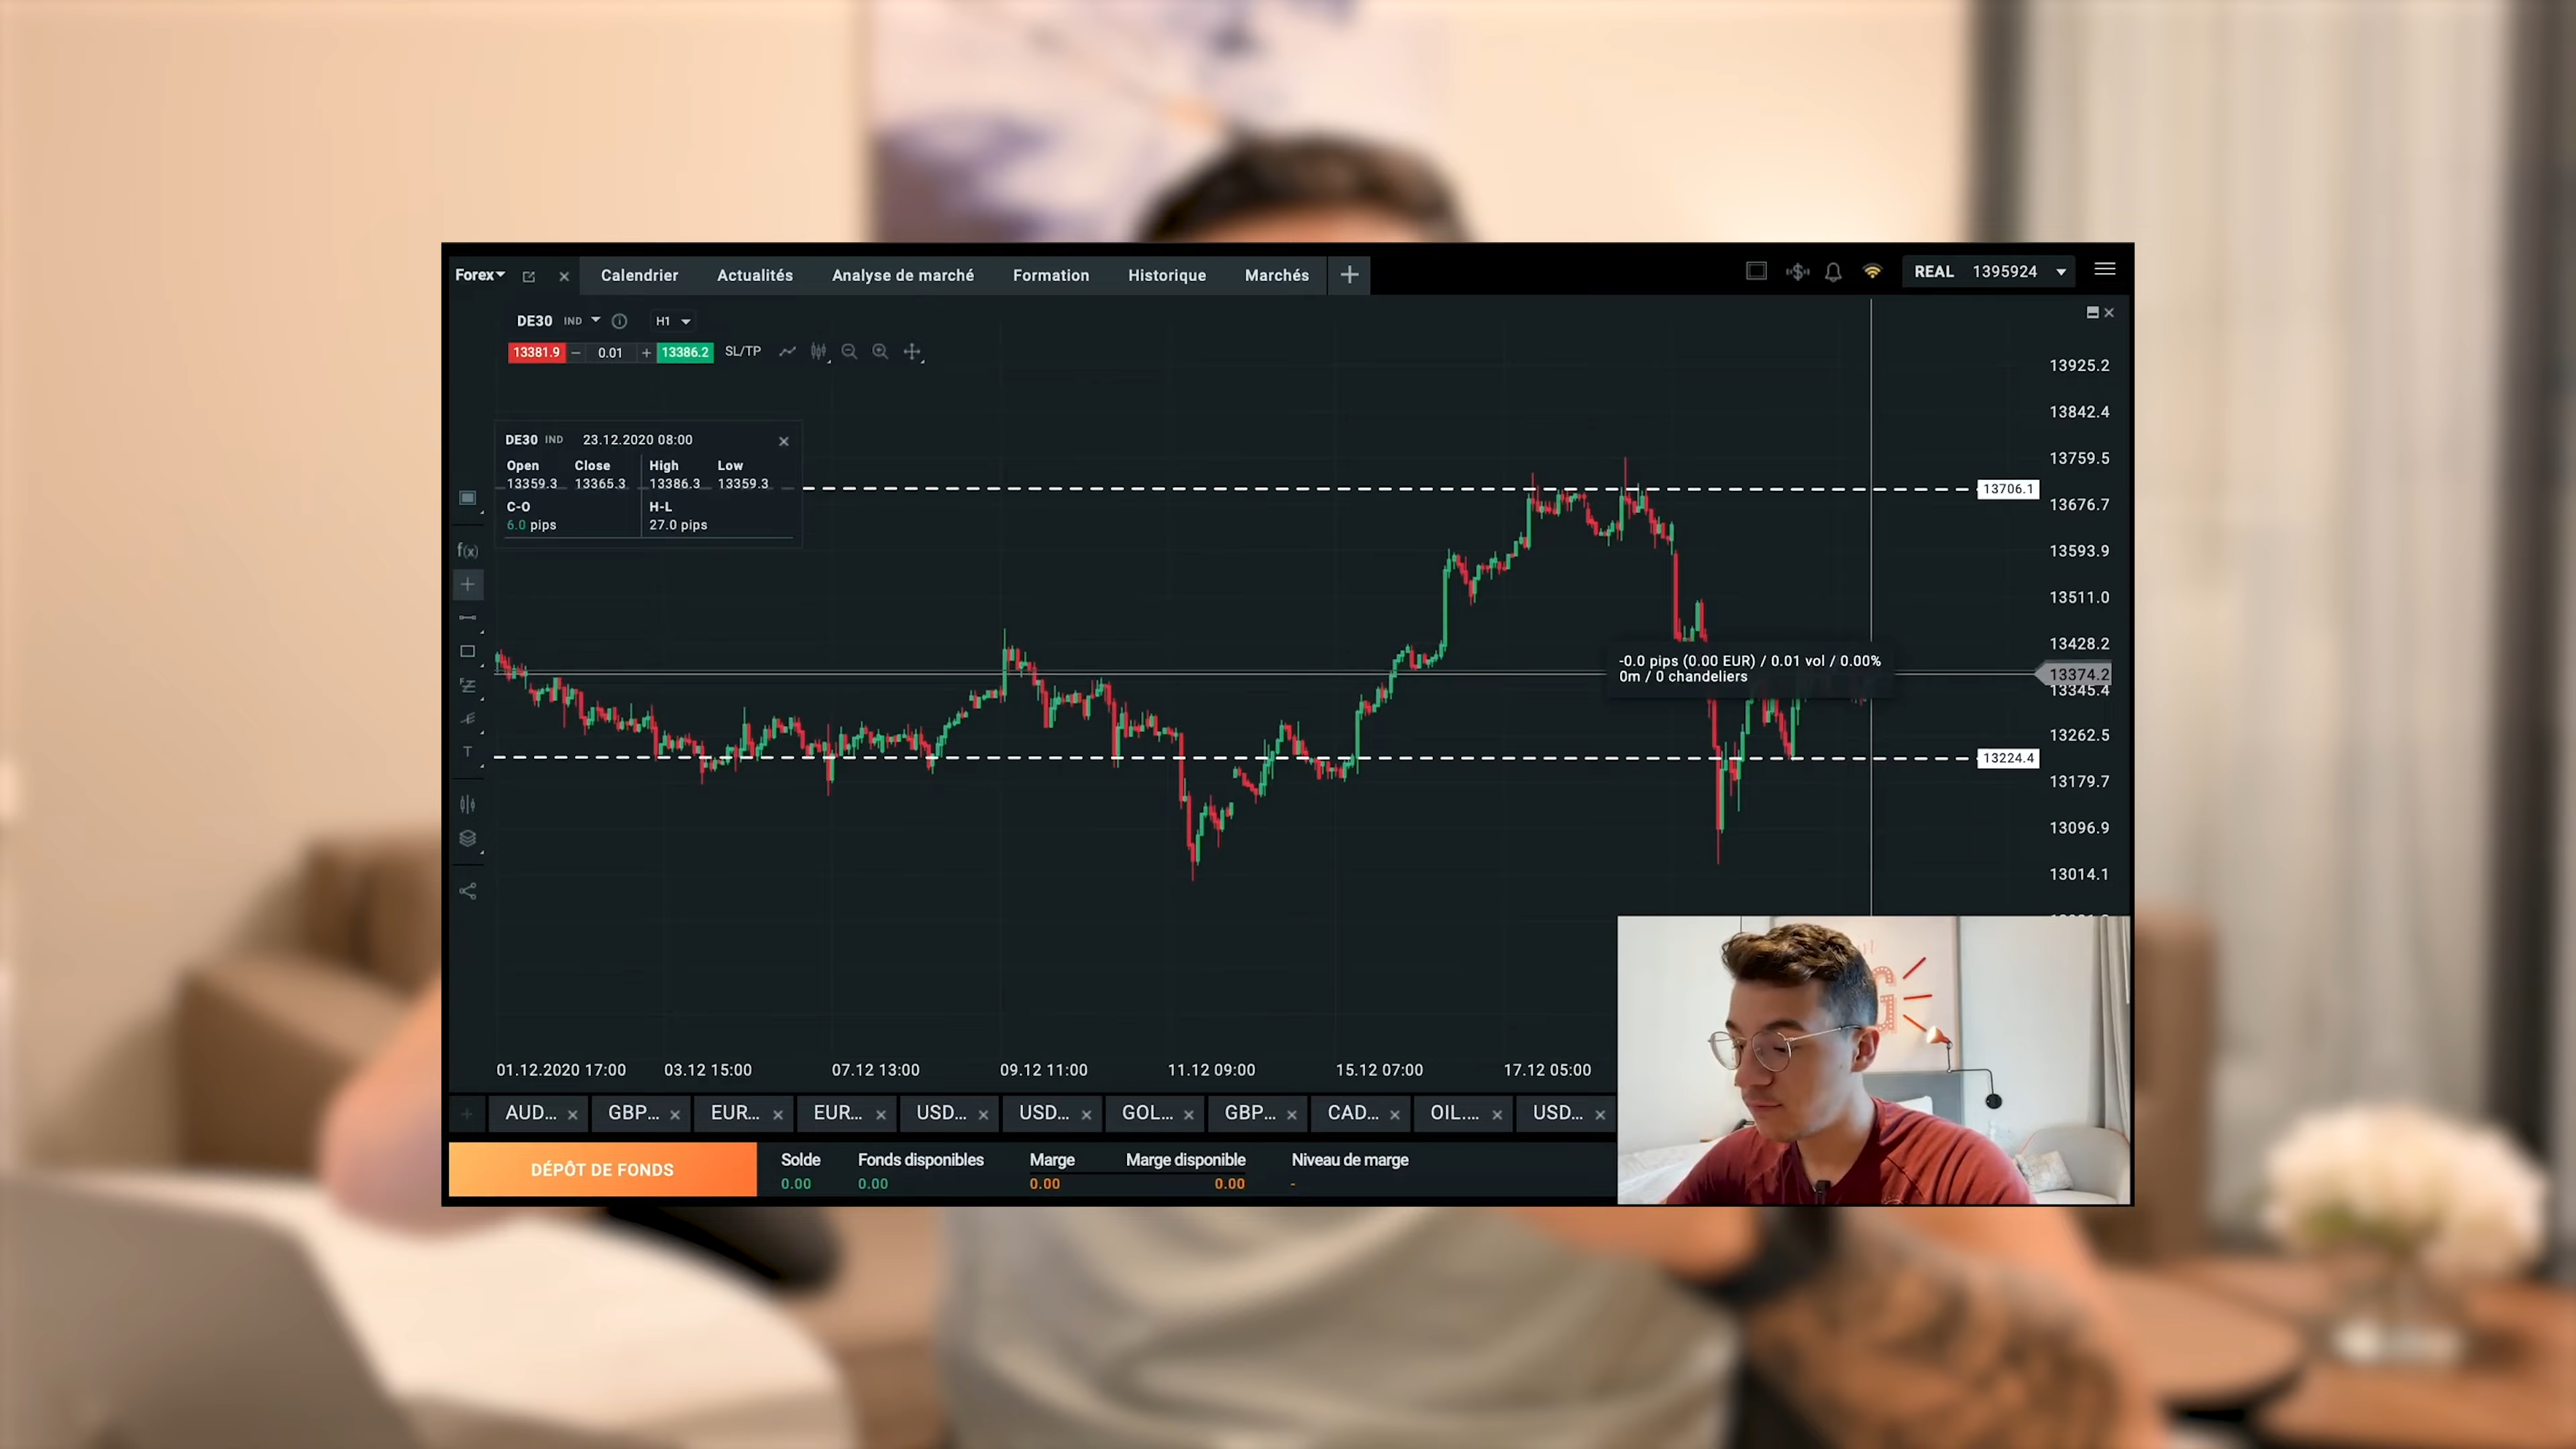 Forex Calendrier Actualités Analyse de marché Formation Historique Marchés REAL 1395924
DE30 IND H1
13381.9 − 0.01 + 13386.2 SL/TP
DE30 IND 23.12.2020 08:00
Open Close High Low
13359.3 13365.3 13386.3 13359.3
C-O H-L
6.0 pips 27.0 pips
f(x)
T
13925.2
13842.4
13759.5
13706.1
13676.7
13593.9
13511.0
13428.2
-0.0 pips (0.00 EUR) / 0.01 vol / 0.00%
0m / 0 chandeliers
13374.2
13345.4
13262.5
13224.4
13179.7
13096.9
13014.1
01.12.2020 17:00 03.12 15:00 07.12 13:00 09.12 11:00 11.12 09:00 15.12 07:00 17.12 05:00
AUD... GBP... EUR... EUR... USD... USD... GOL... GBP... CAD... OIL.... USD...
DÉPÔT DE FONDS
Solde Fonds disponibles Marge Marge disponible Niveau de marge
0.00 0.00 0.00 0.00 -
G